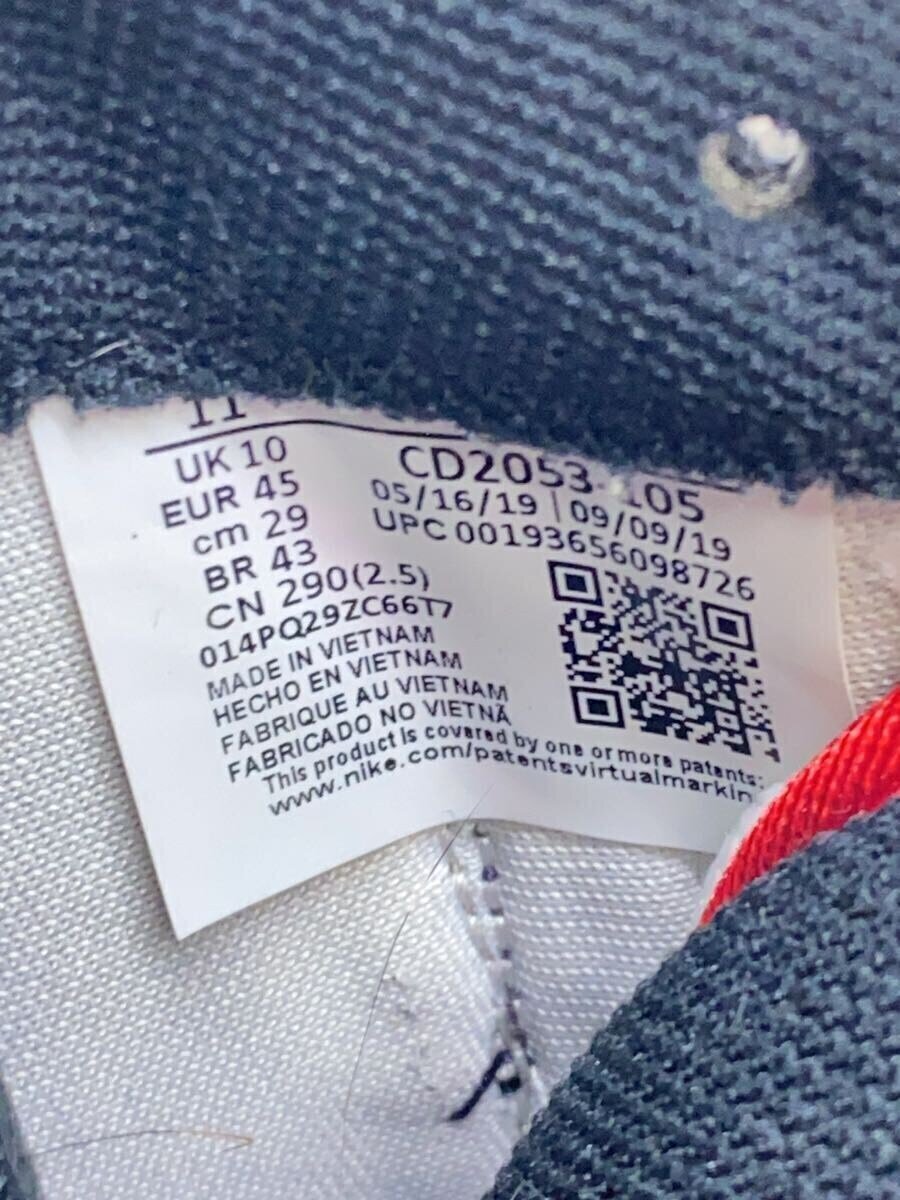 11
UK 10
EUR 45
cm 29
BR 43
CN 290(2.5)
014PQ29ZC66T7
CD2053-105
05/16/19 | 09/09/19
UPC 00193656098726
MADE IN VIETNAM
HECHO EN VIETNAM
FABRIQUE AU VIETNAM
FABRICADO NO VIETNÃ
This product is covered by one or more patents:
www.nike.com/patentsvirtualmarkin